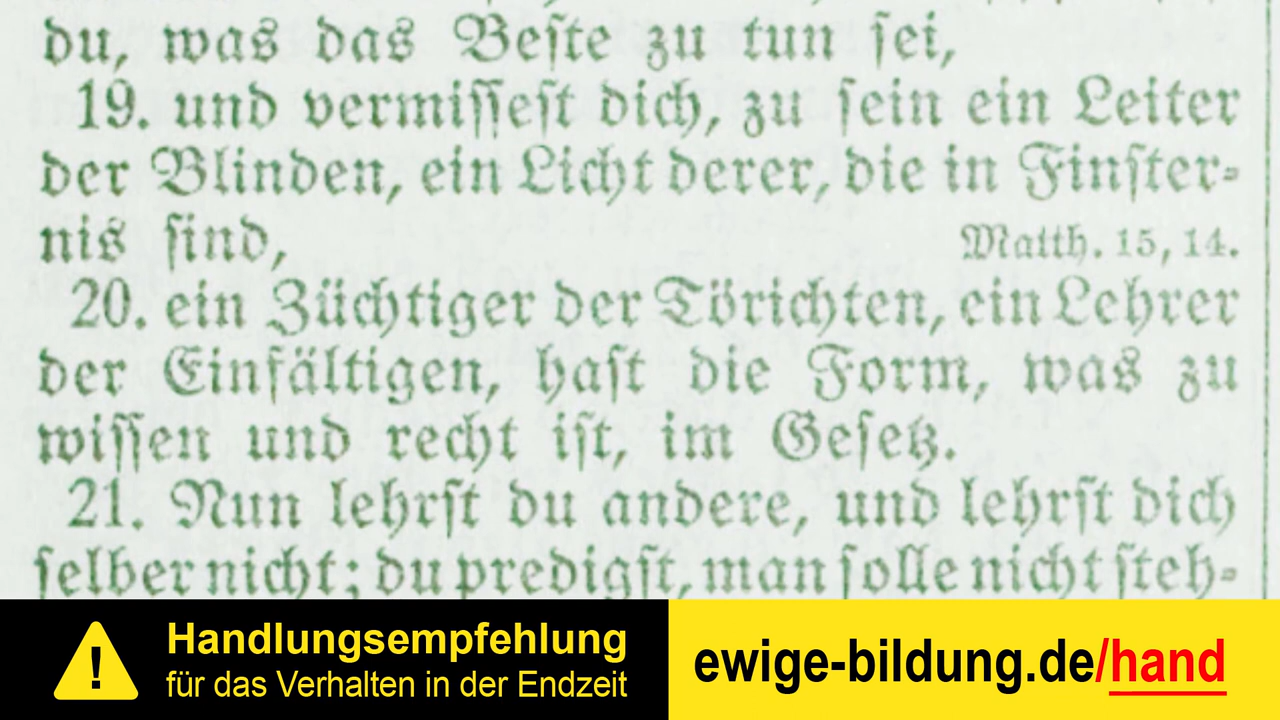 du, was das Beste zu tun sei,
19. und vermissest dich, zu sein ein Leiter
der Blinden, ein Licht derer, die in Finster-
nis sind, Matth. 15, 14.
20. ein Züchtiger der Törichten, ein Lehrer
der Einfältigen, hast die Form, was zu
wissen und recht ist, im Gesetz.
21. Nun lehrst du andere, und lehrst dich
selber nicht; du predigst, man solle nicht steh-
Handlungsempfehlung
für das Verhalten in der Endzeit
ewige-bildung.de/hand